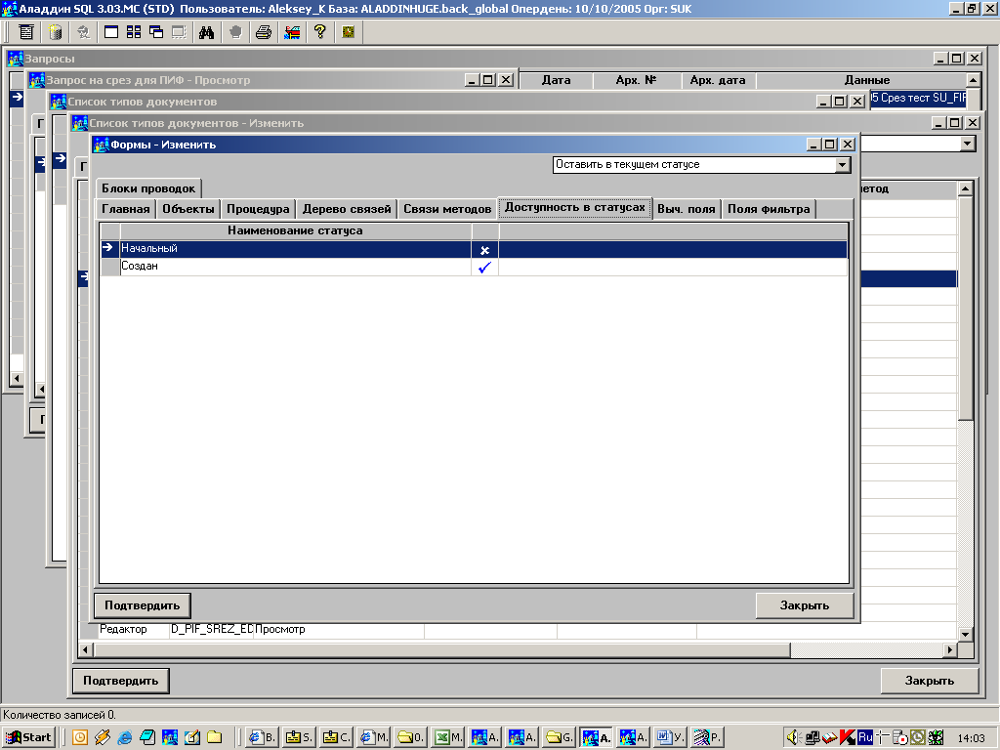 Аладдин SQL 3.03.MC (STD) Пользователь: Aleksey_K База: ALADDINHUGE.back_global Опердень: 10/10/2005 Орг: SUK
Запросы
Запрос на срез для ПИФ - Просмотр
Дата Арх. № Арх. дата Данные
Список типов документов
Срез тест SU_FIF
Список типов документов - Изменить
Формы - Изменить
Оставить в текущем статусе
Блоки проводок
Главная Объекты Процедура Дерево связей Связи методов Доступность в статусах Выч. поля Поля фильтра
Наименование статуса
Начальный
Создан
Подтвердить Закрыть
Редактор D_PIF_SREZ_ED Просмотр
Подтвердить Закрыть
Количество записей 0.
Start В. S. С. М. 0. М. А. А. G. А. А. У. Р. Ru 14:03